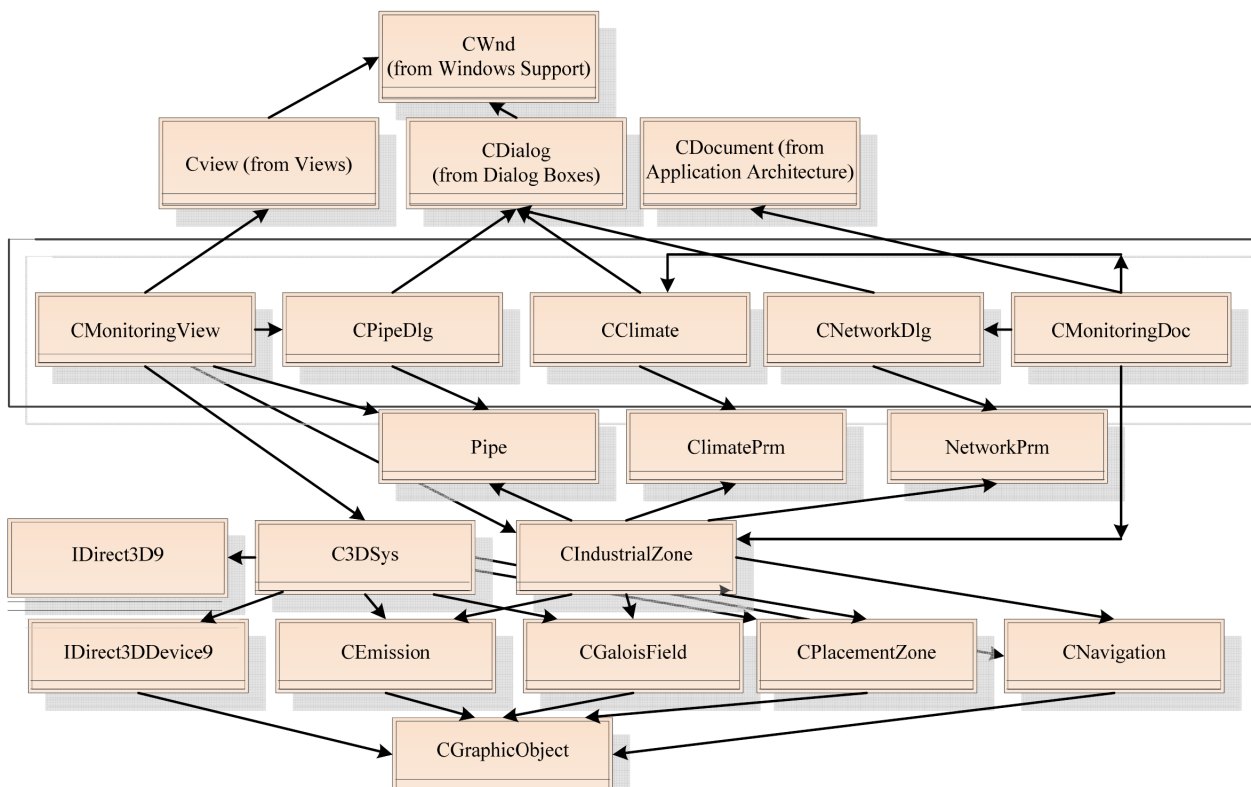 CWnd
(from Windows Support)
Cview (from Views)
CDialog
(from Dialog Boxes)
CDocument (from
Application Architecture)
CMonitoringView
CPipeDlg
CClimate
CNetworkDlg
CMonitoringDoc
Pipe
ClimatePrm
NetworkPrm
IDirect3D9
C3DSys
CIndustrialZone
IDirect3DDevice9
CEmission
CGaloisField
CPlacementZone
CNavigation
CGraphicObject